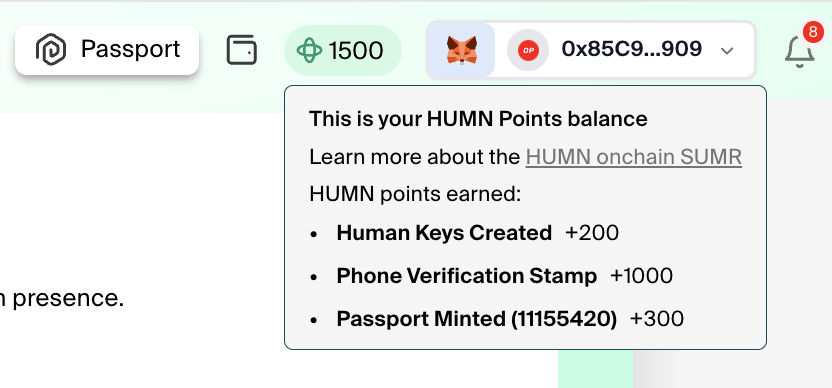 Passport
1500
OP
0x85C9...909
8
This is your HUMN Points balance
Learn more about the HUMN onchain SUMR
HUMN points earned:
• Human Keys Created +200
• Phone Verification Stamp +1000
presence.
• Passport Minted (11155420) +300